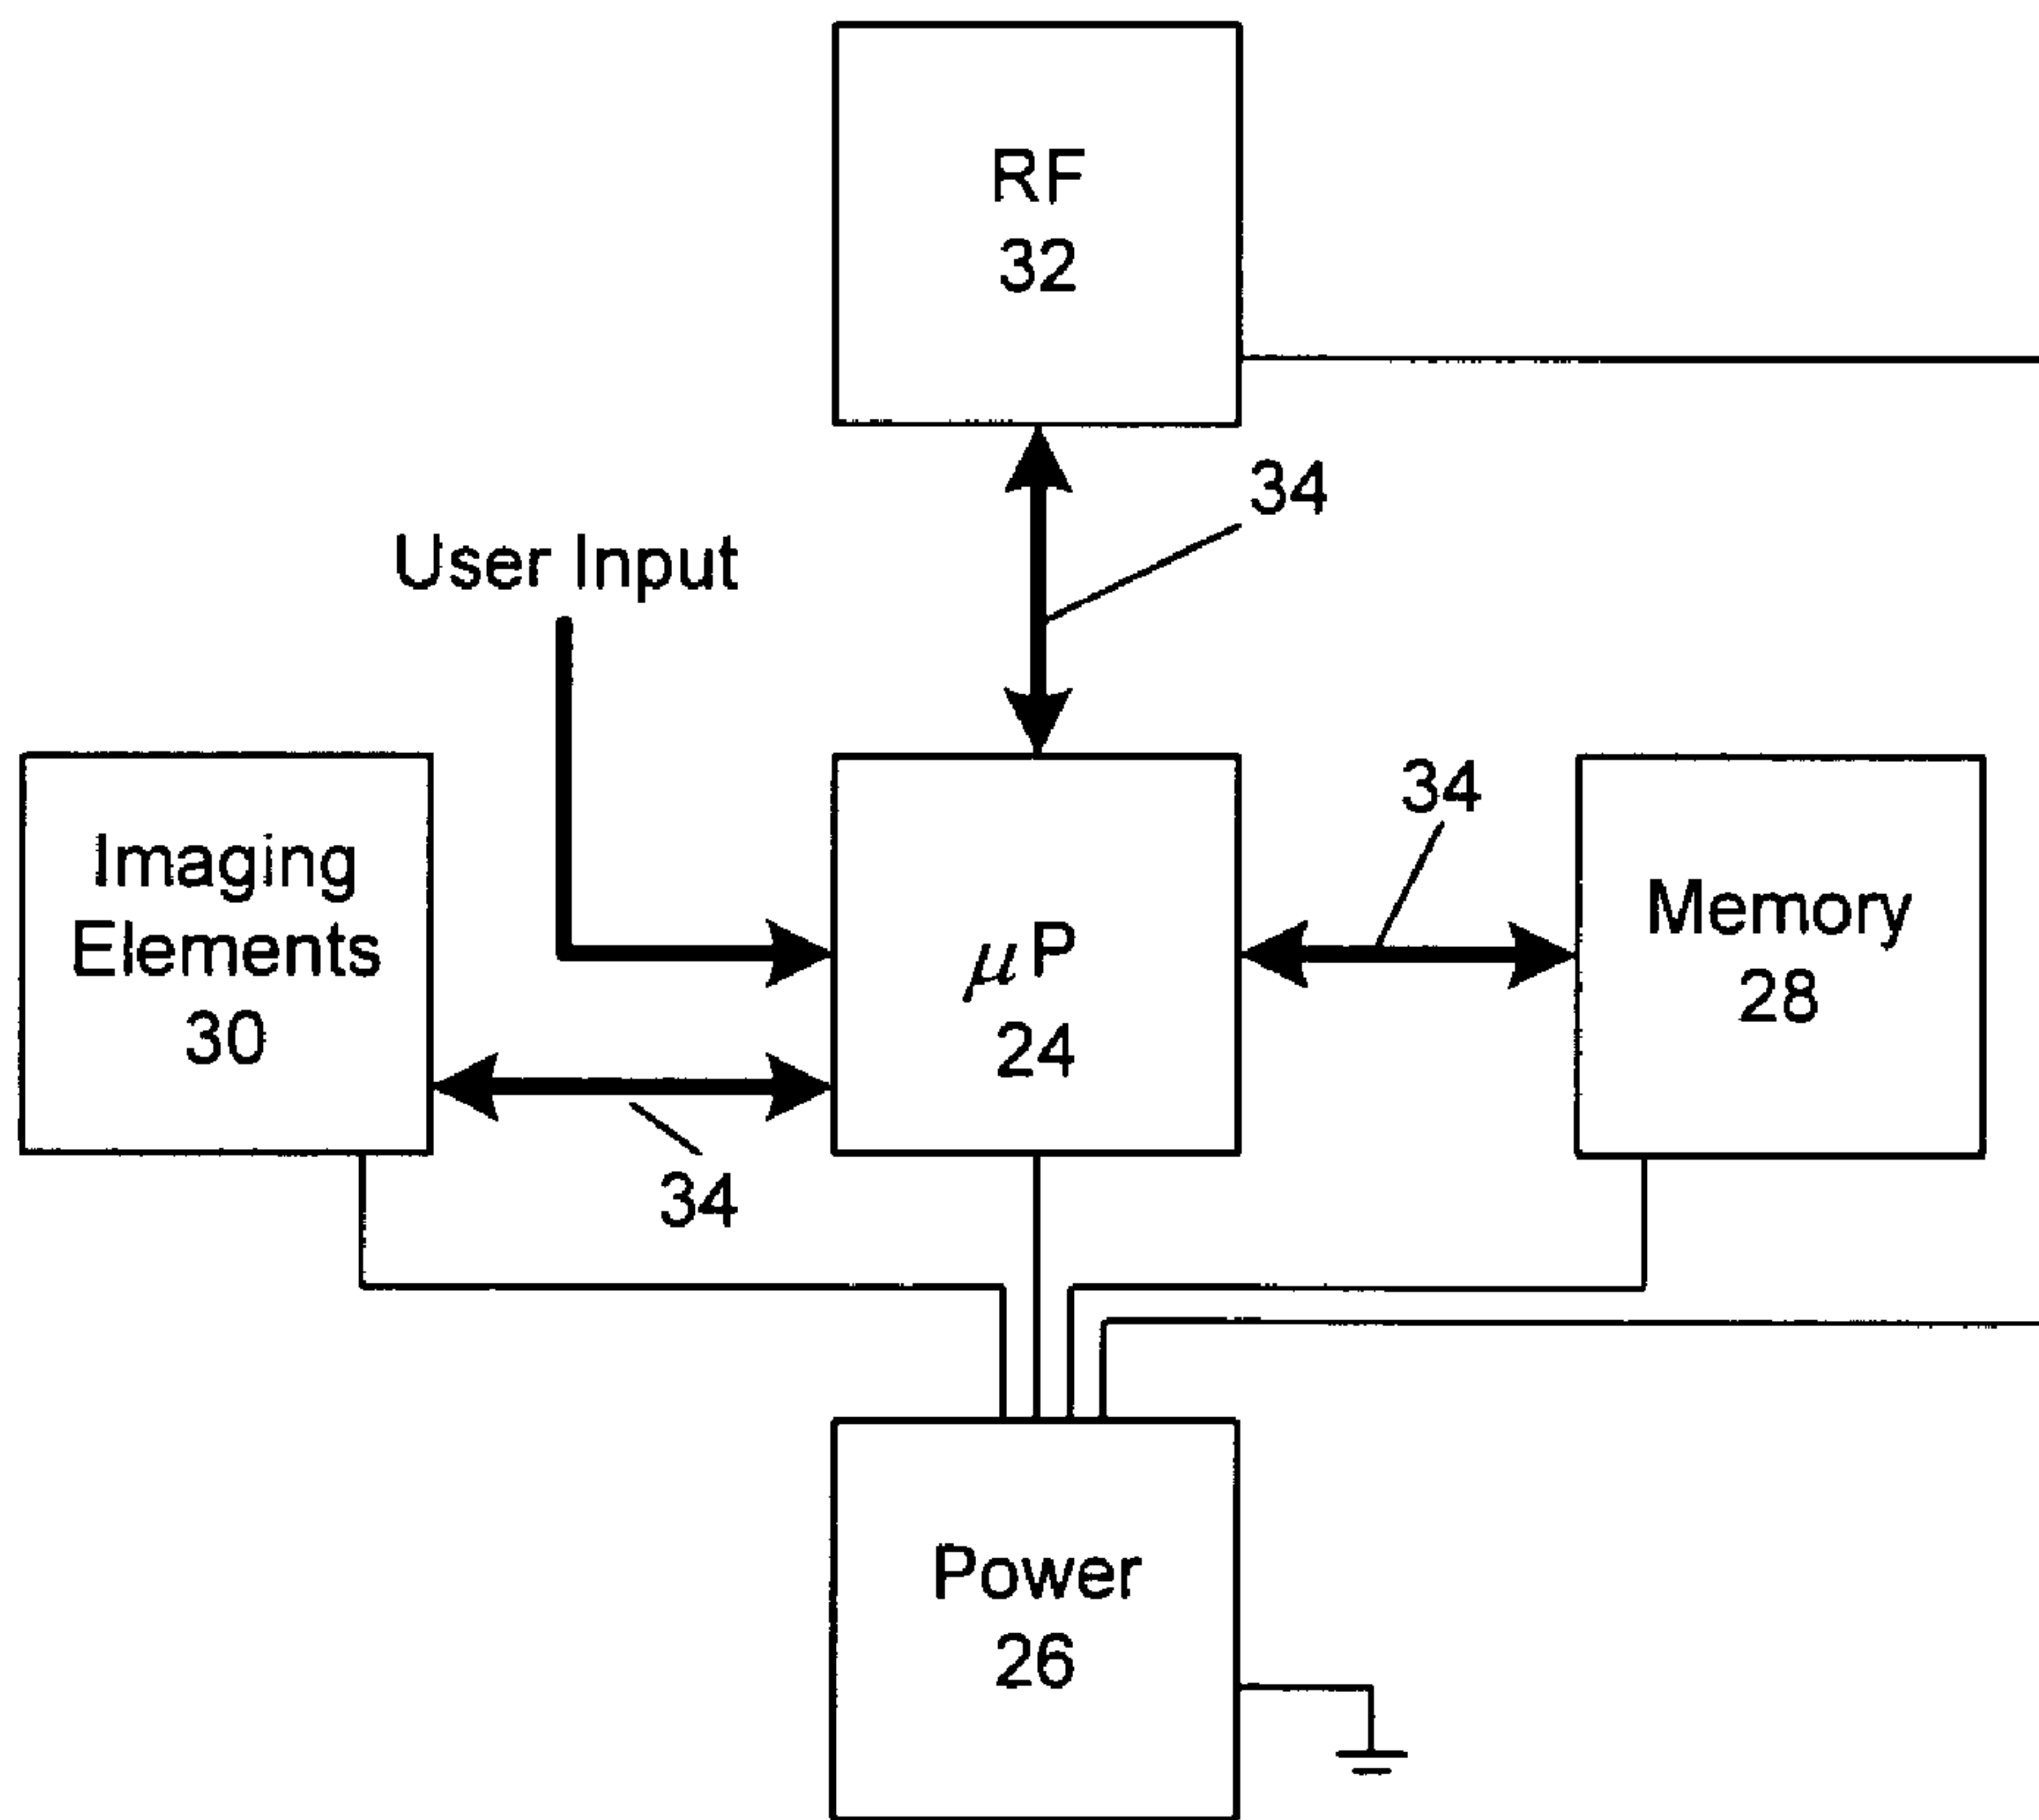 RF
32
34
User Input
34
Imaging
Elements
30
μP
24
Memory
28
34
Power
26